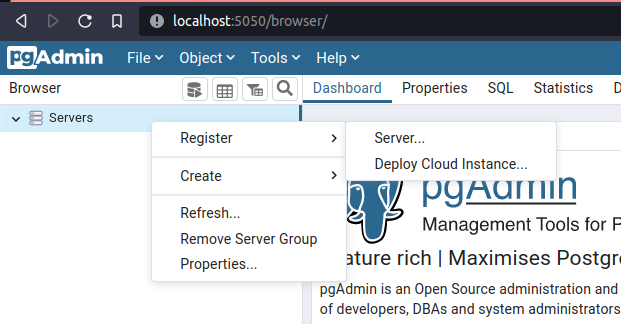 localhost:5050/browser/
pgAdmin File Object Tools Help
Browser Dashboard Properties SQL Statistics D
Servers
Register Server...
Deploy Cloud Instance...
Create
Refresh...
Remove Server Group
Properties...
pgAdmin
Management Tools for P
ature rich | Maximises Postgr
pgAdmin is an Open Source administration and
of developers, DBAs and system administrators